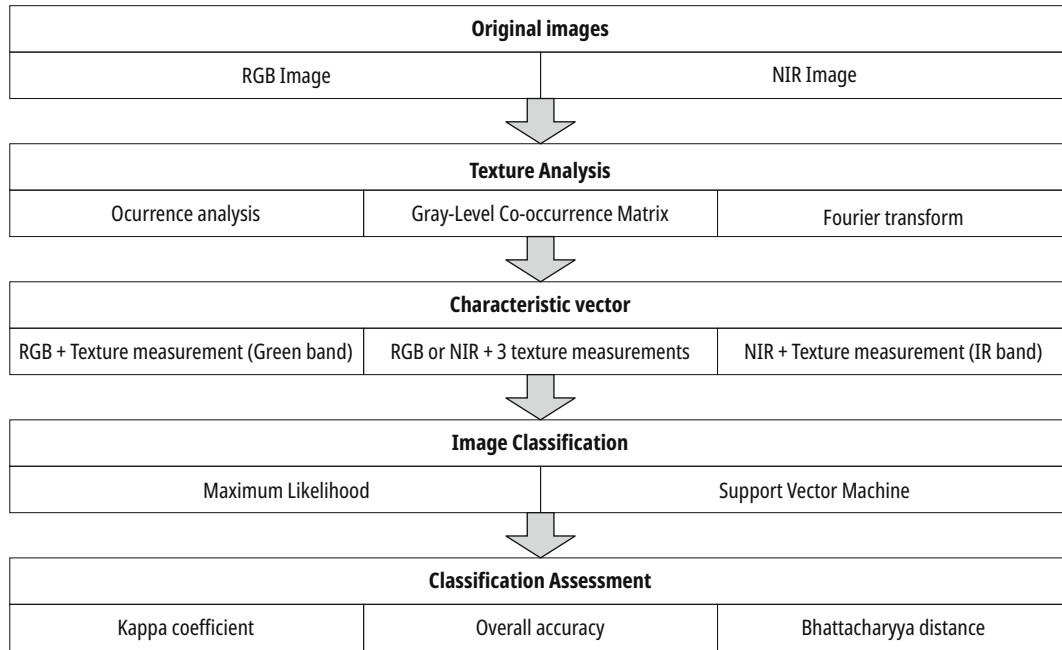 Original images
RGB Image
NIR Image
Texture Analysis
Ocurrence analysis
Gray-Level Co-occurrence Matrix
Fourier transform
Characteristic vector
RGB + Texture measurement (Green band)
RGB or NIR + 3 texture measurements
NIR + Texture measurement (IR band)
Image Classification
Maximum Likelihood
Support Vector Machine
Classification Assessment
Kappa coefficient
Overall accuracy
Bhattacharyya distance